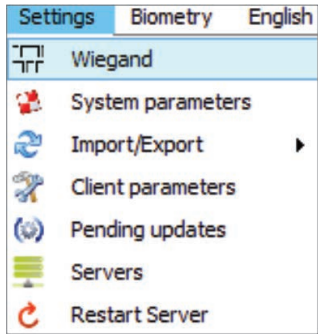 Settings Biometry English
Wiegand
System parameters
Import/Export
Client parameters
Pending updates
Servers
Restart Server